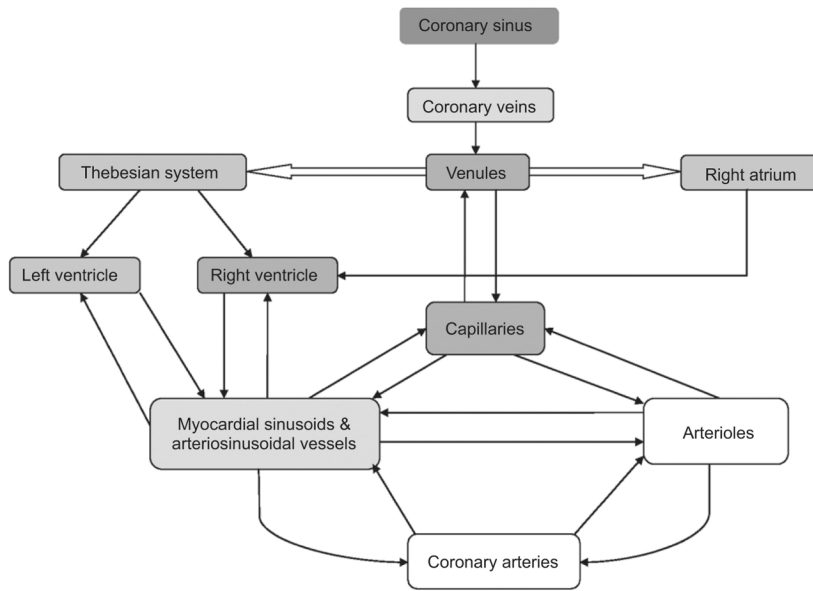 Coronary sinus
Coronary veins
Thebesian system
Venules
Right atrium
Left ventricle
Right ventricle
Capillaries
Myocardial sinusoids &
arteriosinusoidal vessels
Arterioles
Coronary arteries